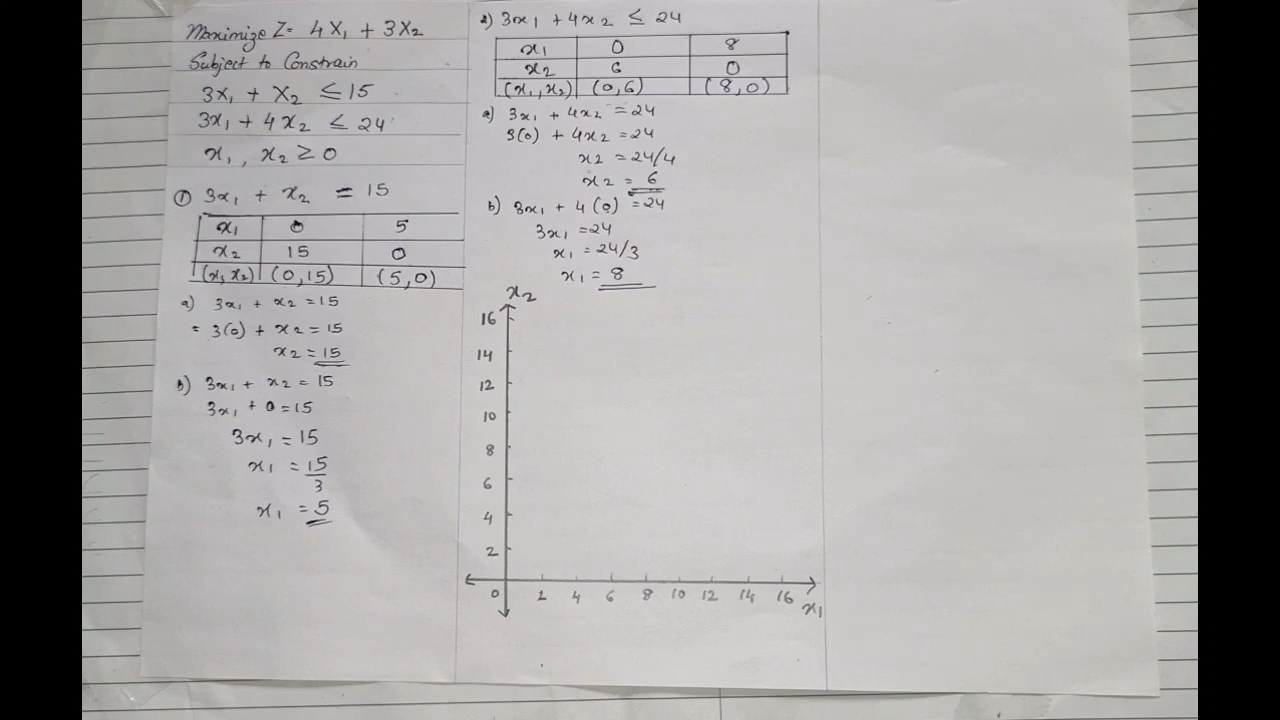 Maximize Z= 4X₁ + 3X₂
Subject to Constrain
3X₁ + X₂ ≤ 15
3X₁ + 4X₂ ≤ 24
x₁, x₂ ≥ 0
① 3x₁ + x₂ = 15
x₁ 0 5
x₂ 15 0
(x₁ x₂) (0,15) (5,0)
a) 3x₁ + x₂ = 15
= 3(0) + x₂ = 15
x₂ = 15
b) 3x₁ + x₂ = 15
3x₁ + 0 = 15
3x₁ = 15
x₁ = 15/3
x₁ = 5
2) 3x₁ + 4x₂ ≤ 24
x₁ 0 8
x₂ 6 0
(x₁, x₂) (0,6) (8,0)
a) 3x₁ + 4x₂ = 24
3(0) + 4x₂ = 24
x₂ = 24/4
x₂ = 6
b) 3x₁ + 4(0) = 24
3x₁ = 24
x₁ = 24/3
x₁ = 8
x₂
16
14
12
10
8
6
4
2
0 2 4 6 8 10 12 14 16
x₁